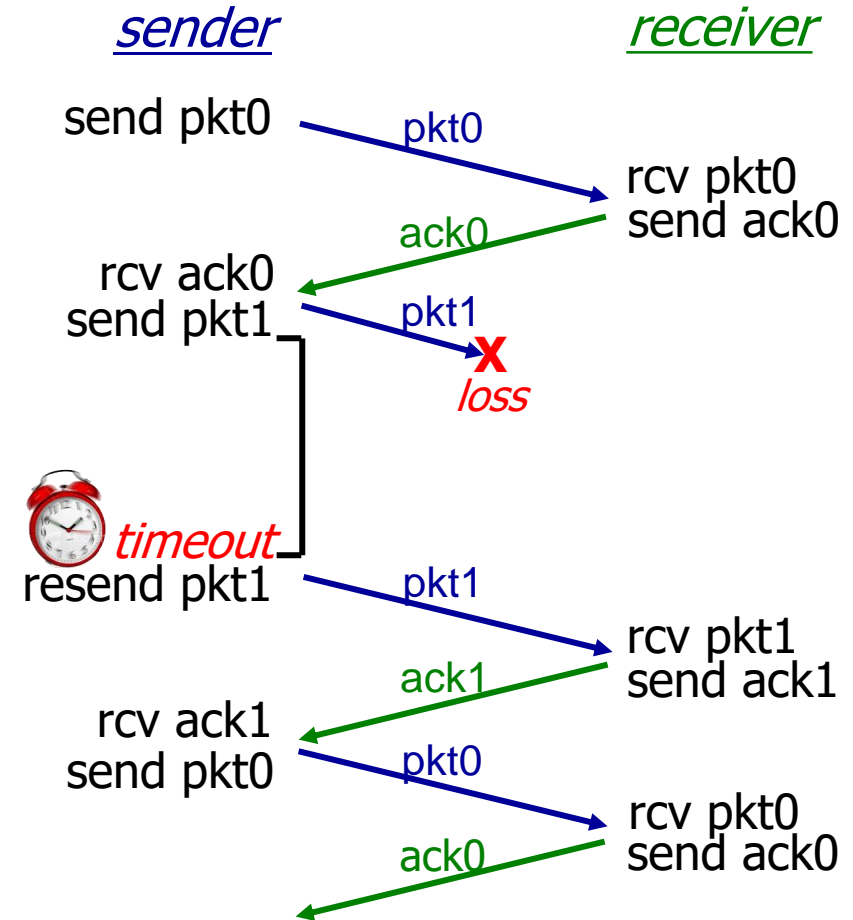 sender
receiver
send pkt0
pkt0
rcv pkt0
send ack0
ack0
rcv ack0
send pkt1
pkt1
X
loss
timeout
resend pkt1
pkt1
rcv pkt1
send ack1
ack1
rcv ack1
send pkt0
pkt0
rcv pkt0
send ack0
ack0